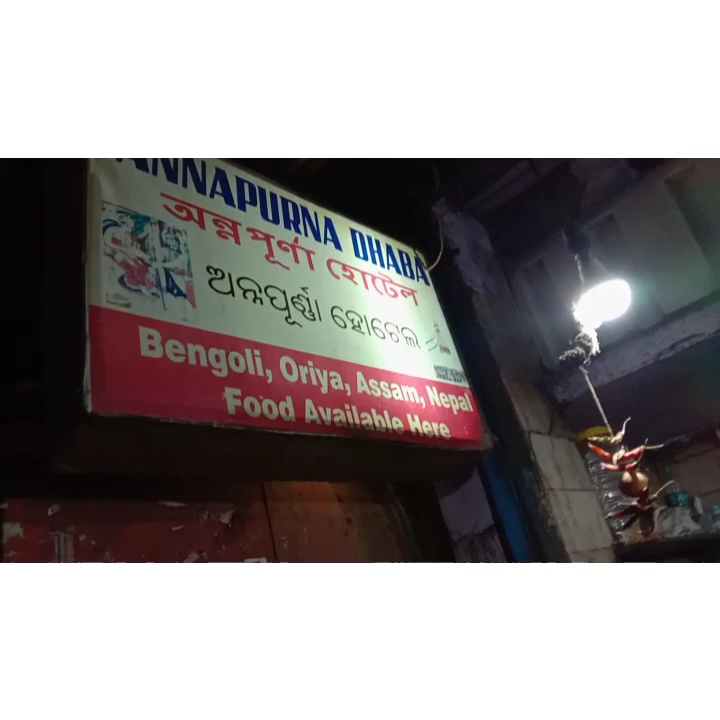 ANNAPURNA DHABA
অন্নপূর্ণা হোটেল
ଅନ୍ନପୂର୍ଣ୍ଣା ହୋଟେଲ
Bengoli, Oriya, Assam, Nepal
Food Available Here